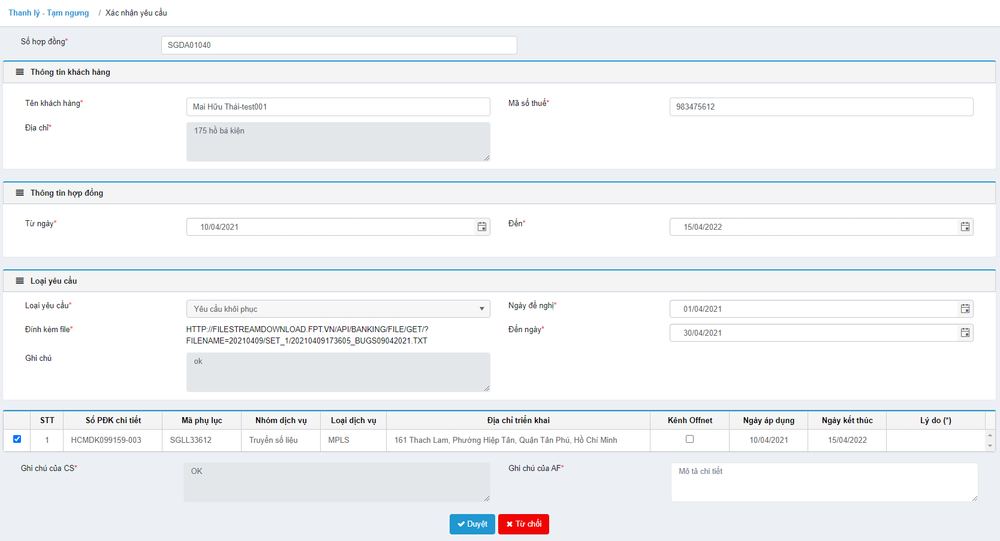 Thanh lý - Tạm ngưng / Xác nhận yêu cầu
Số hợp đồng* SGDA01040
Thông tin khách hàng
Tên khách hàng* Mai Hữu Thái-test001 Mã số thuế* 983475612
Địa chỉ* 175 hồ bá kiện
Thông tin hợp đồng
Từ ngày* 10/04/2021 Đến* 15/04/2022
Loại yêu cầu
Loại yêu cầu* Yêu cầu khôi phục Ngày đề nghị* 01/04/2021
Đính kèm file* HTTP://FILESTREAMDOWNLOAD.FPT.VN/API/BANKING/FILE/GET/? Đến ngày* 30/04/2021
FILENAME=20210409/SET_1/20210409173605_BUGS09042021.TXT
Ghi chú ok
STT Số PĐK chi tiết Mã phụ lục Nhóm dịch vụ Loại dịch vụ Địa chỉ triển khai Kênh Offnet Ngày áp dụng Ngày kết thúc Lý do (*)
1 HCMDK099159-003 SGLL33612 Truyền số liệu MPLS 161 Thach Lam, Phường Hiệp Tân, Quận Tân Phú, Hồ Chí Minh 10/04/2021 15/04/2022
Ghi chú của CS* OK Ghi chú của AF* Mô tả chi tiết
Duyệt Từ chối